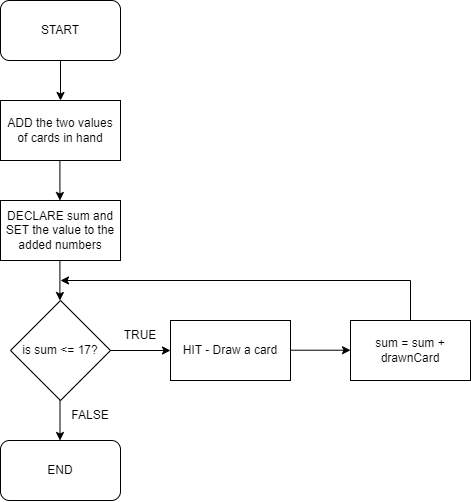 START
ADD the two values
of cards in hand
DECLARE sum and
SET the value to the
added numbers
is sum <= 17?
TRUE
HIT - Draw a card
sum = sum +
drawnCard
FALSE
END